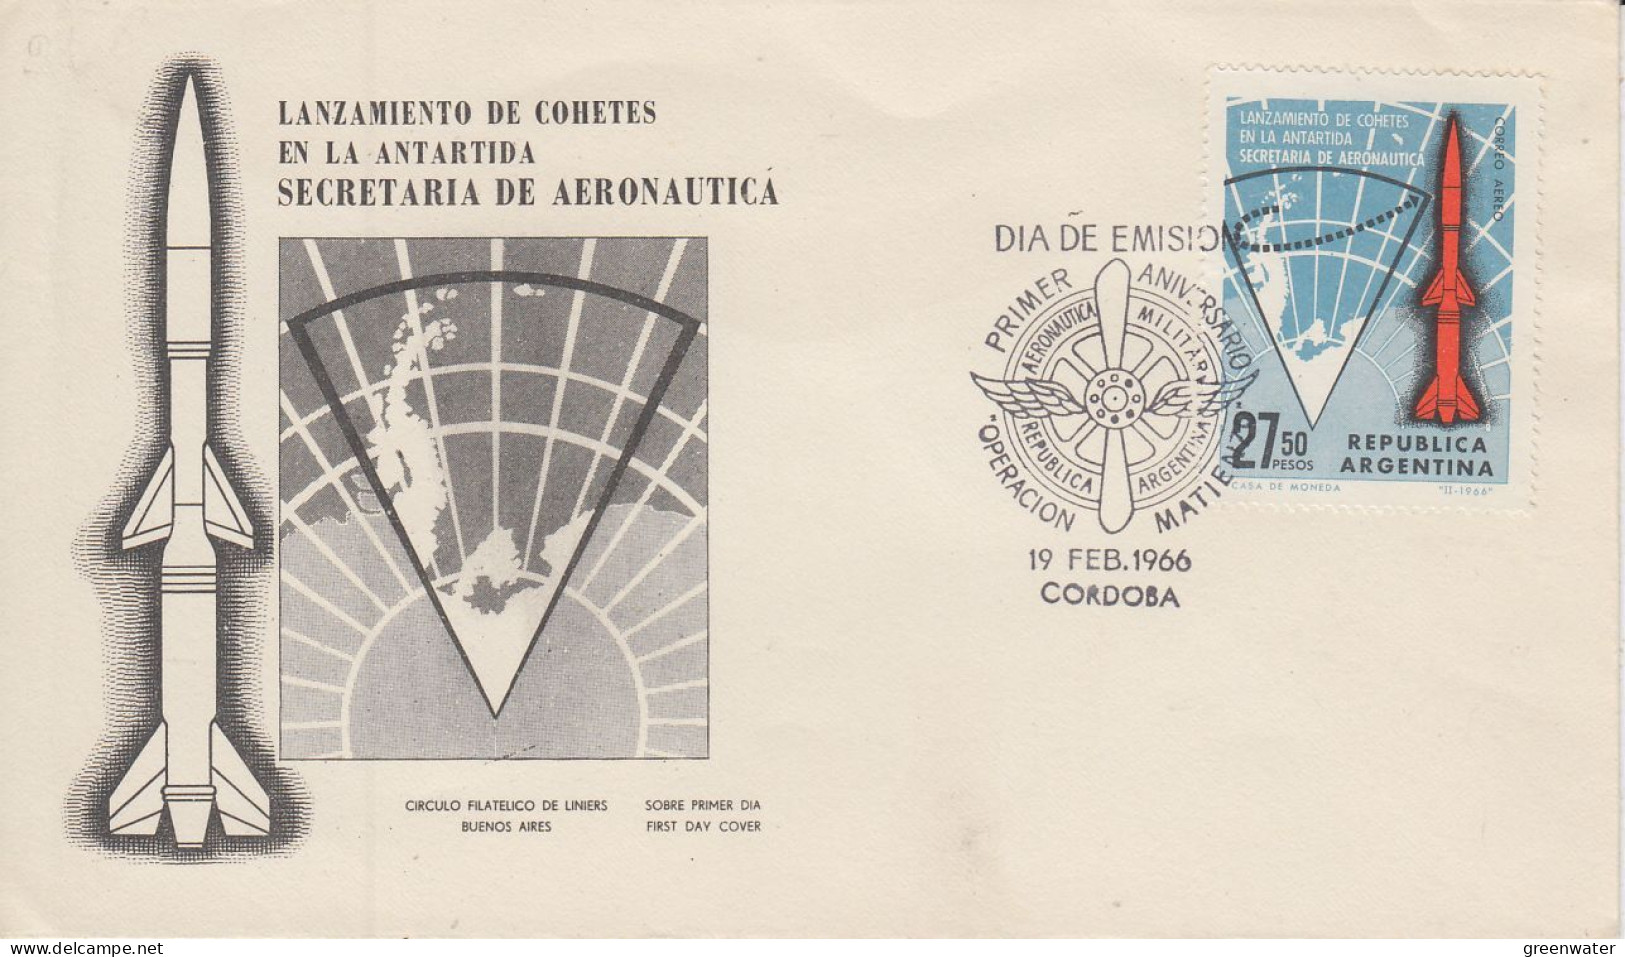 LANZAMIENTO DE COHETES
EN LA ANTARTIDA
SECRETARIA DE AERONAUTICA
CIRCULO FILATELICO DE LINIERS
BUENOS AIRES
SOBRE PRIMER DIA
FIRST DAY COVER
DIA DE EMISION
PRIMER ANIVERSARIO
"OPERACION MATIENZO"
AERONAUTICA MILITAR
REPUBLICA ARGENTINA
19 FEB. 1966
CORDOBA
LANZAMIENTO DE COHETES
EN LA ANTARTIDA
SECRETARIA DE AERONAUTICA
CORREO AEREO
27 50
PESOS
REPUBLICA
ARGENTINA
CASA DE MONEDA
"II-1966"
delcampe.net
greenwater